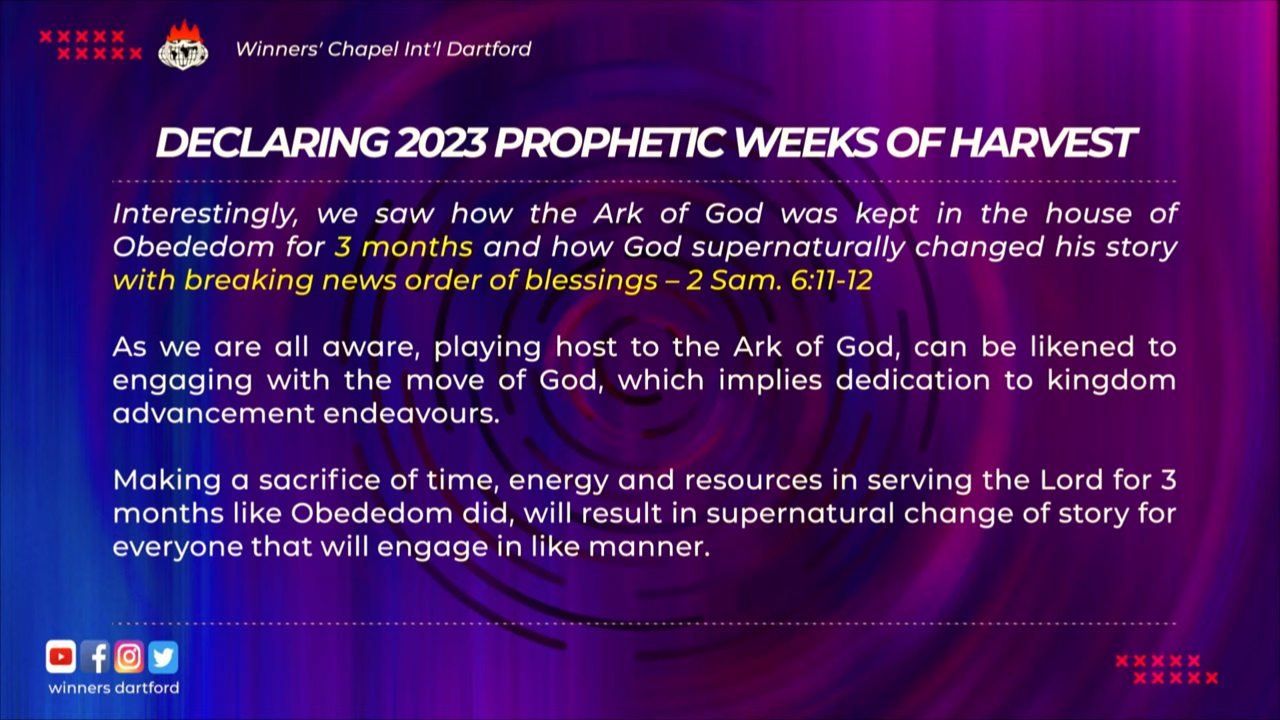 Winners' Chapel Int'l Dartford
DECLARING 2023 PROPHETIC WEEKS OF HARVEST
Interestingly, we saw how the Ark of God was kept in the house of
Obededom for 3 months and how God supernaturally changed his story
with breaking news order of blessings – 2 Sam. 6:11-12
As we are all aware, playing host to the Ark of God, can be likened to
engaging with the move of God, which implies dedication to kingdom
advancement endeavours.
Making a sacrifice of time, energy and resources in serving the Lord for 3
months like Obededom did, will result in supernatural change of story for
everyone that will engage in like manner.
winners dartford